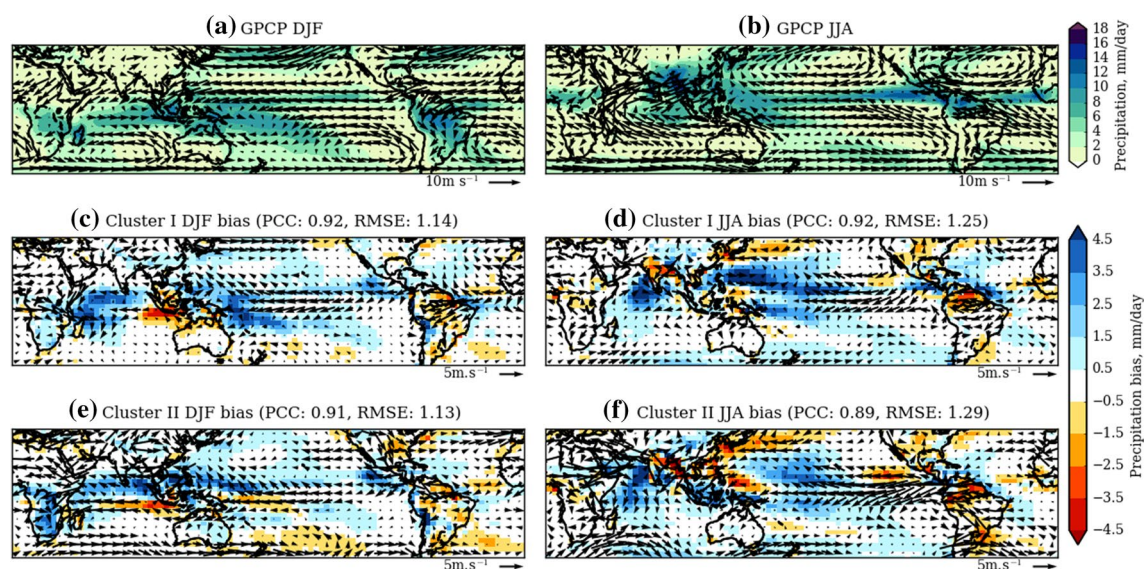 (a) GPCP DJF
(b) GPCP JJA
10m s⁻¹
10m s⁻¹
18
16
14
12
10
8
6
4
2
0
Precipitation, mm/day
(c) Cluster I DJF bias (PCC: 0.92, RMSE: 1.14)
(d) Cluster I JJA bias (PCC: 0.92, RMSE: 1.25)
5m.s⁻¹
5m.s⁻¹
(e) Cluster II DJF bias (PCC: 0.91, RMSE: 1.13)
(f) Cluster II JJA bias (PCC: 0.89, RMSE: 1.29)
5m.s⁻¹
5m.s⁻¹
4.5
3.5
2.5
1.5
0.5
−0.5
−1.5
−2.5
−3.5
−4.5
Precipitation bias, mm/day